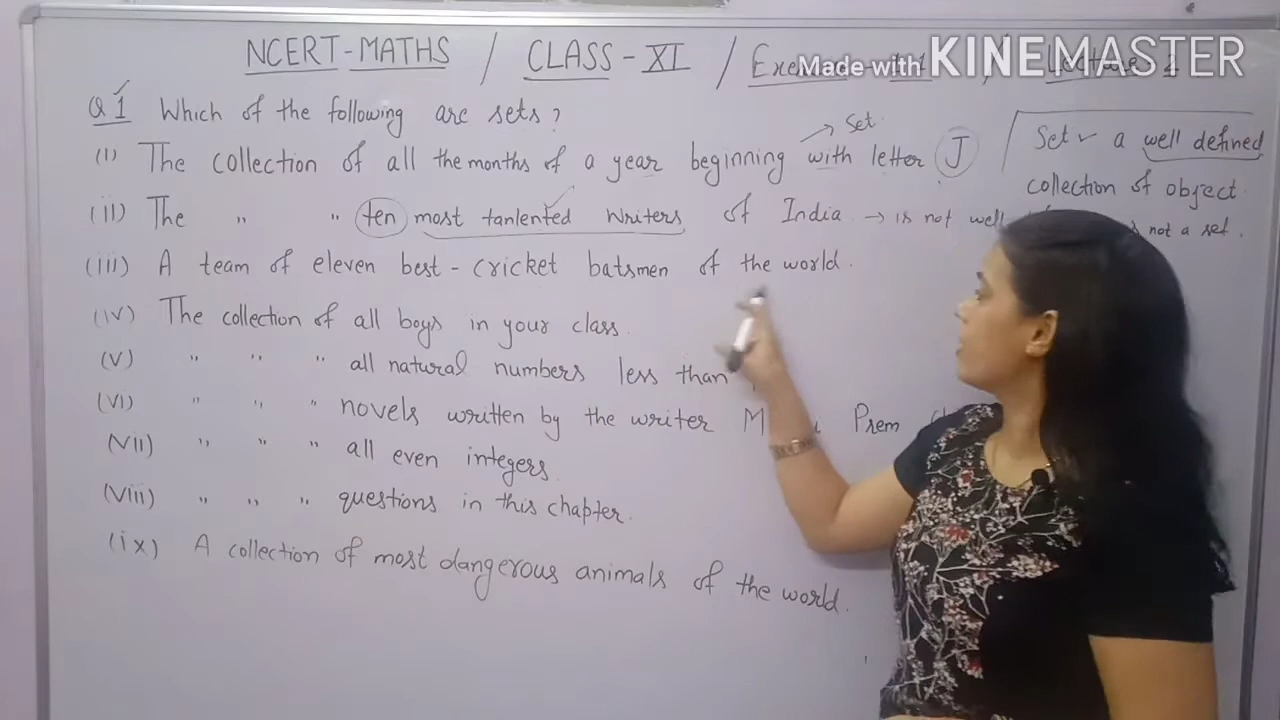 NCERT-MATHS / CLASS-XI /
Made with KINEMASTER
Q 1 Which of the following are sets?
(I) The collection of all the months of a year beginning with letter J → Set
Set a well defined collection of object
(II) The " " ten most tanlented writers of India → is not well
not a set.
(iii) A team of eleven best-cricket batsmen of the world.
(iv) The collection of all boys in your class.
(V) " " " all natural numbers less than
(VI) " " " novels written by the writer Prem
(VII) " " " all even integers
(Viii) " " " questions in this chapter.
(ix) A collection of most dangerous animals of the world.